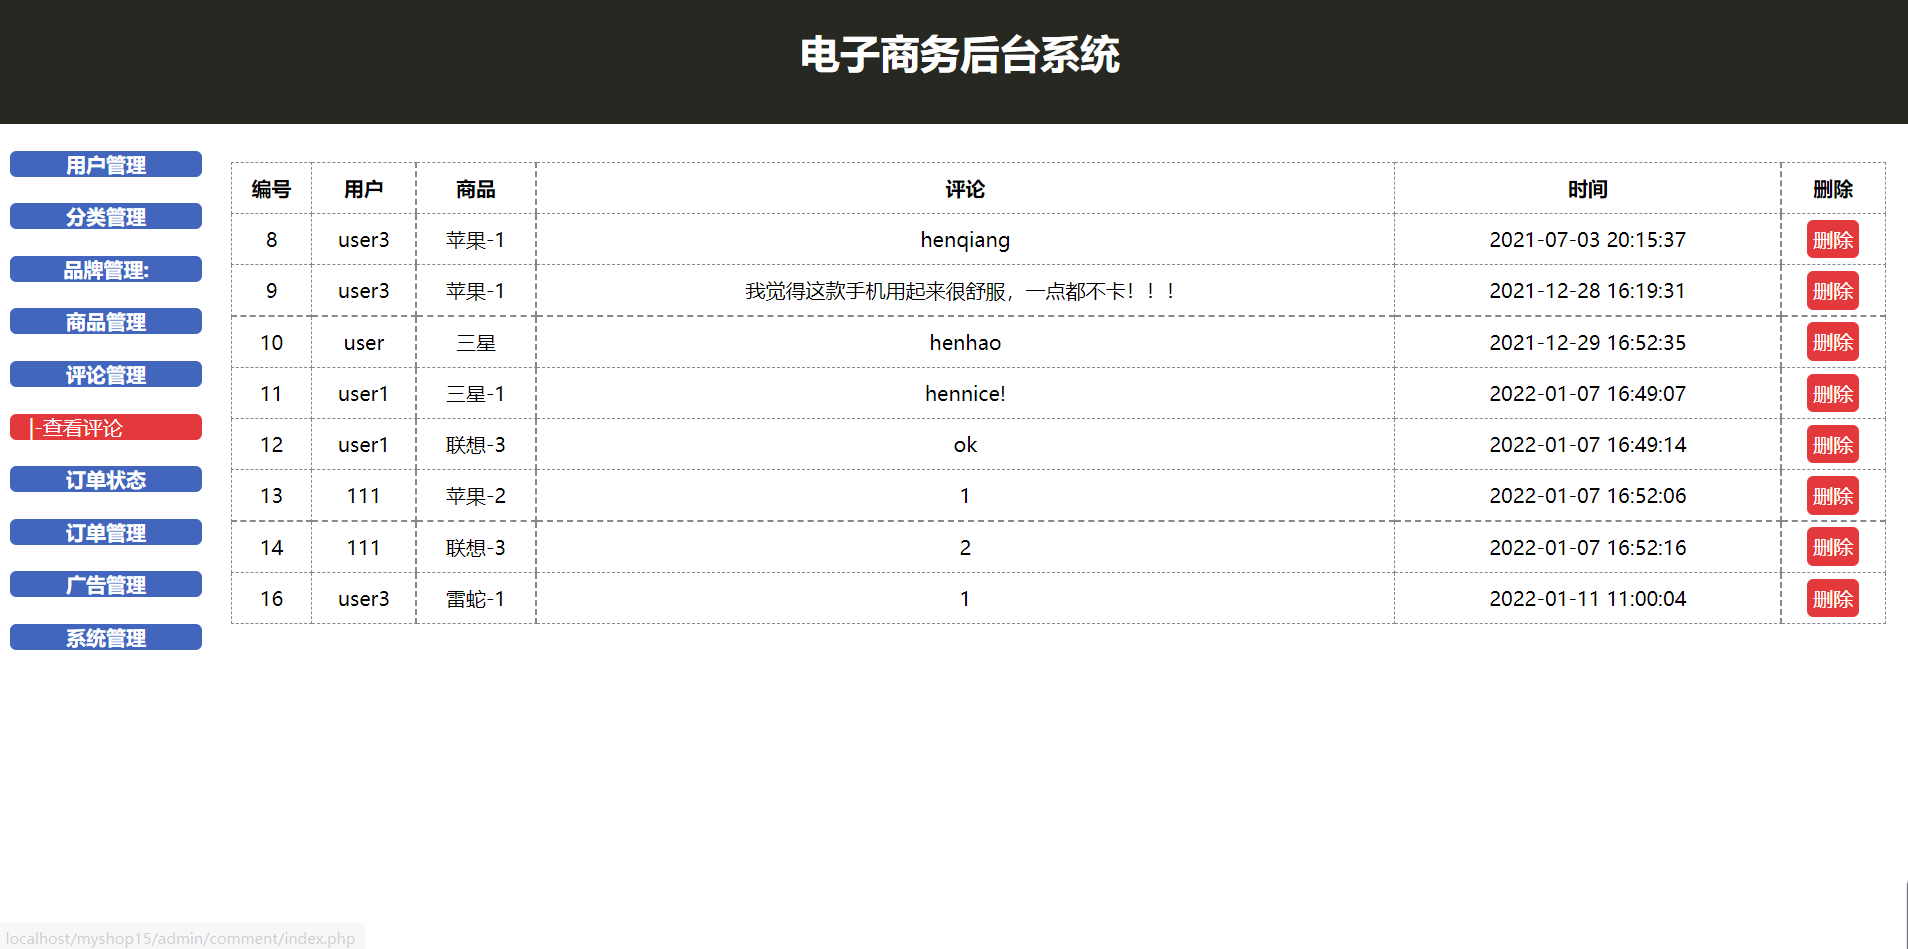 电子商务后台系统
用户管理
分类管理
品牌管理:
商品管理
评论管理
|-查看评论
订单状态
订单管理
广告管理
系统管理
编号 用户 商品 评论 时间 删除
8 user3 苹果-1 henqiang 2021-07-03 20:15:37 删除
9 user3 苹果-1 我觉得这款手机用起来很舒服，一点都不卡！！！ 2021-12-28 16:19:31 删除
10 user 三星 henhao 2021-12-29 16:52:35 删除
11 user1 三星-1 hennice! 2022-01-07 16:49:07 删除
12 user1 联想-3 ok 2022-01-07 16:49:14 删除
13 111 苹果-2 1 2022-01-07 16:52:06 删除
14 111 联想-3 2 2022-01-07 16:52:16 删除
16 user3 雷蛇-1 1 2022-01-11 11:00:04 删除
localhost/myshop15/admin/comment/index.php